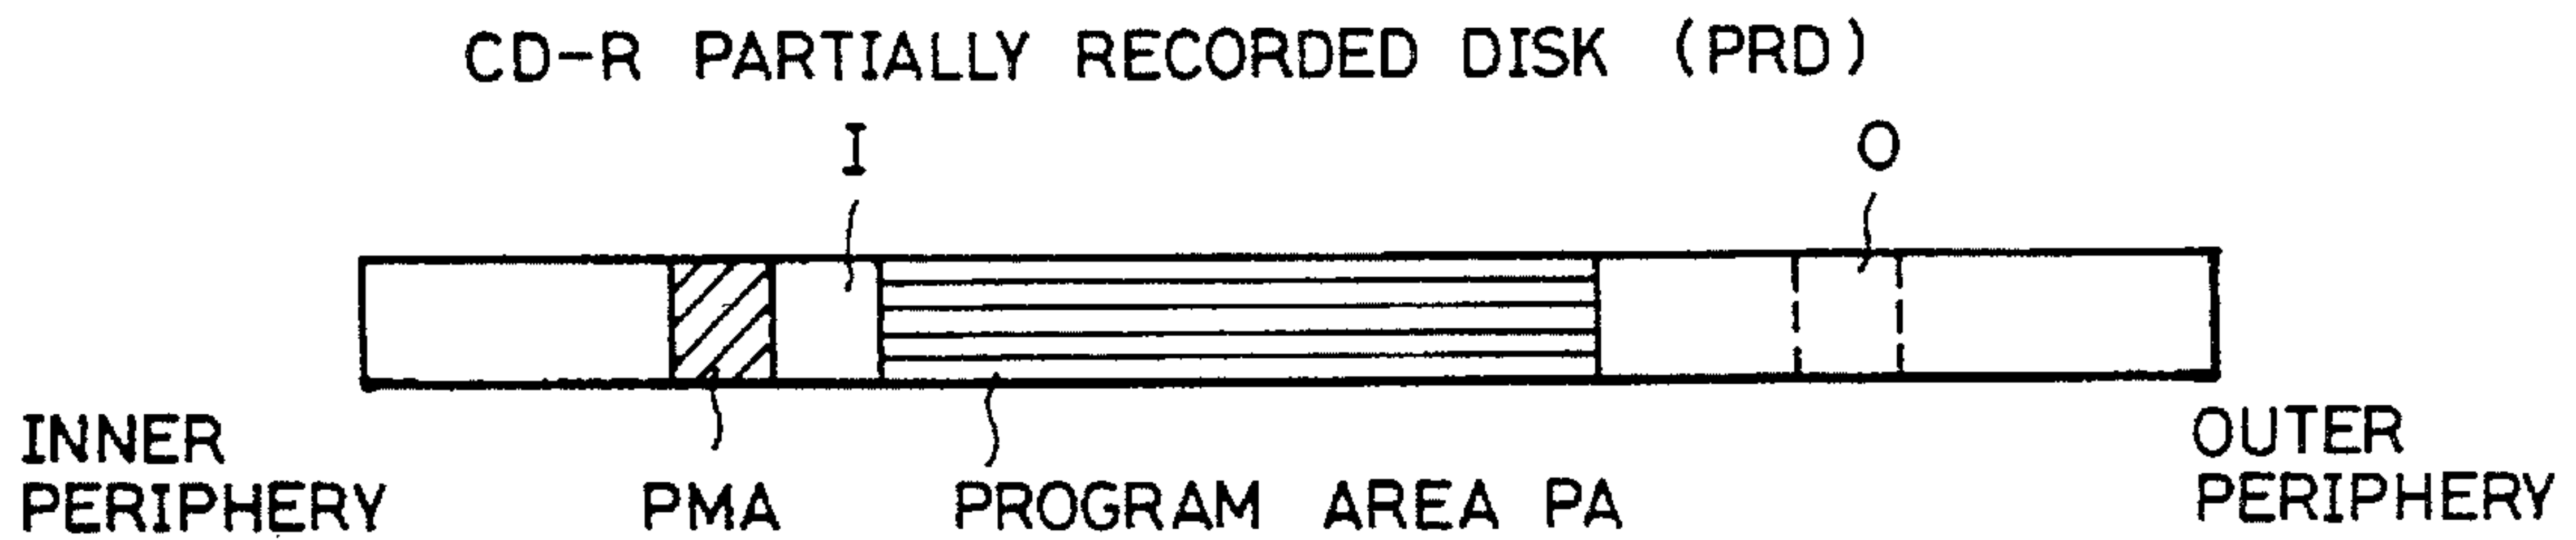 CD-R PARTIALLY RECORDED DISK (PRD)
I
O
INNER
PERIPHERY
PMA
PROGRAM AREA PA
OUTER
PERIPHERY